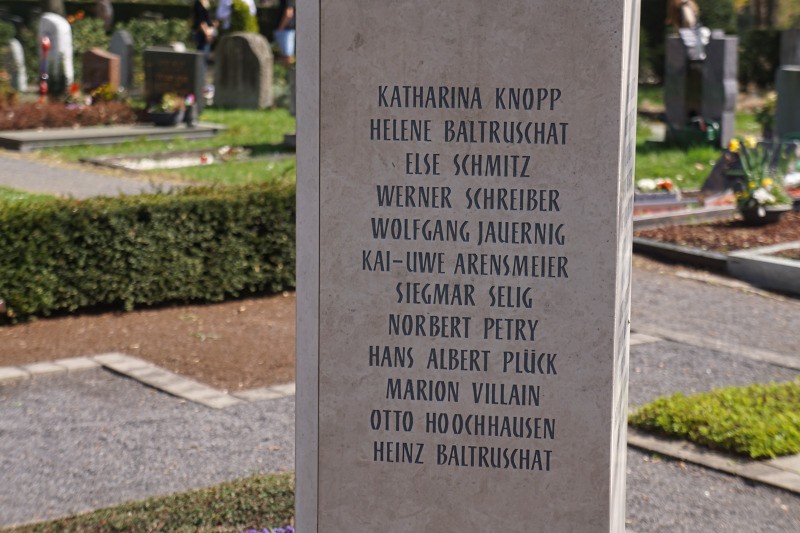 KATHARINA KNOPP
HELENE BALTRUSCHAT
ELSE SCHMITZ
WERNER SCHREIBER
WOLFGANG JAUERNIG
KAI-UWE ARENSMEIER
SIEGMAR SELIG
NORBERT PETRY
HANS ALBERT PLÜCK
MARION VILLAIN
OTTO HOOCHHAUSEN
HEINZ BALTRUSCHAT